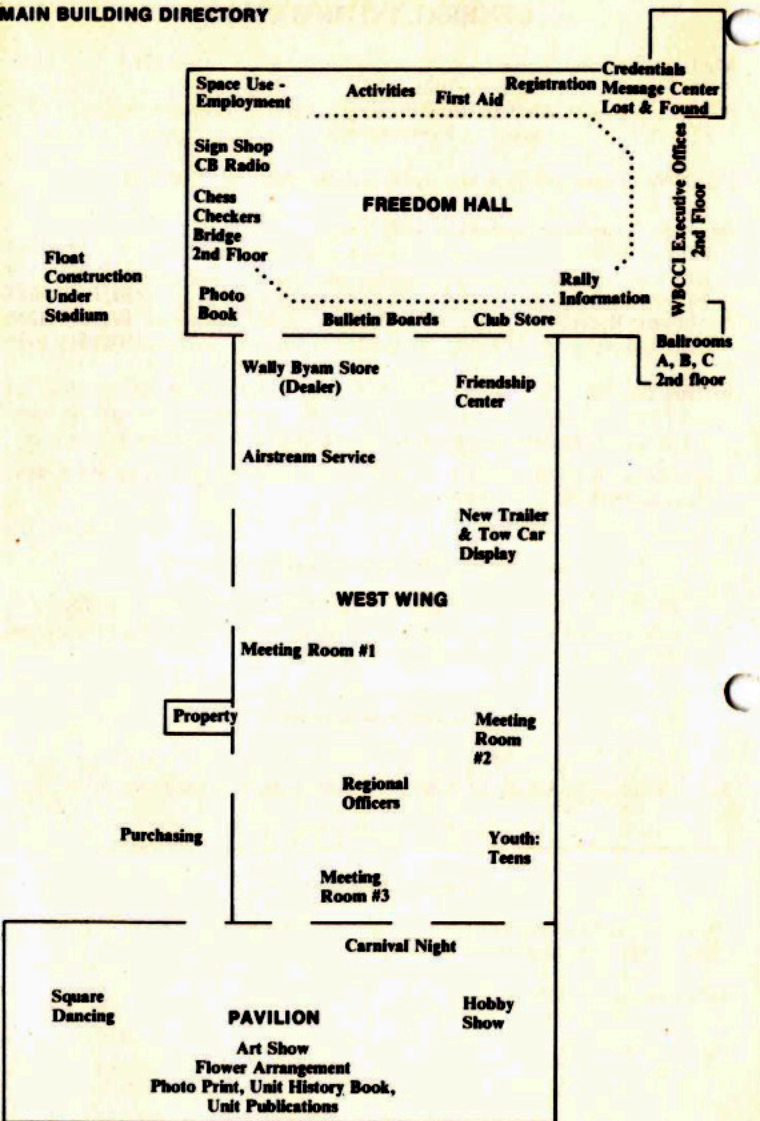 MAIN BUILDING DIRECTORY
Space Use -
Employment
Activities
First Aid
Registration
Credentials
Message Center
Lost & Found
Sign Shop
CB Radio
Chess
Checkers
Bridge
2nd Floor
FREEDOM HALL
WBCCI Executive Offices
2nd Floor
Float
Construction
Under
Stadium
Photo
Book
Bulletin Boards
Club Store
Rally
Information
Ballrooms
A, B, C
2nd floor
Wally Byam Store
(Dealer)
Friendship
Center
Airstream Service
New Trailer
& Tow Car
Display
WEST WING
Meeting Room #1
Property
Meeting
Room
#2
Regional
Officers
Purchasing
Youth:
Teens
Meeting
Room #3
Carnival Night
Square
Dancing
PAVILION
Hobby
Show
Art Show
Flower Arrangement
Photo Print, Unit History Book,
Unit Publications